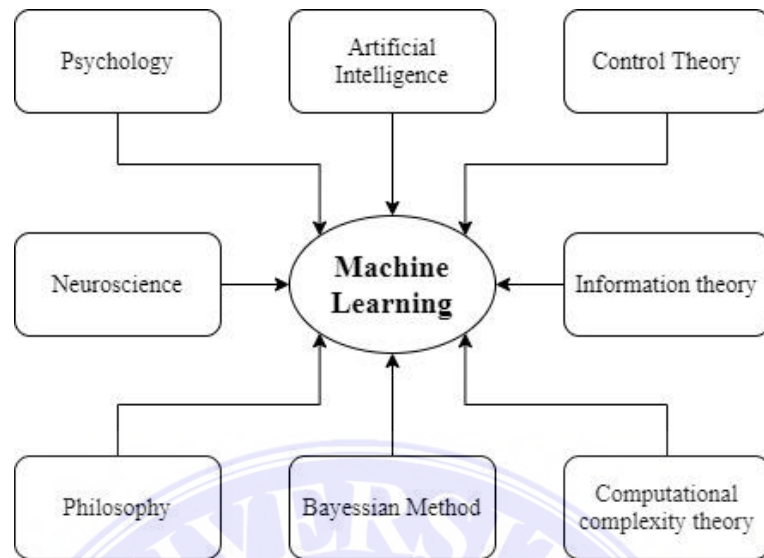 Psychology
Artificial
Intelligence
Control Theory
Neuroscience
Machine
Learning
Information theory
Philosophy
Bayessian Method
Computational
complexity theory